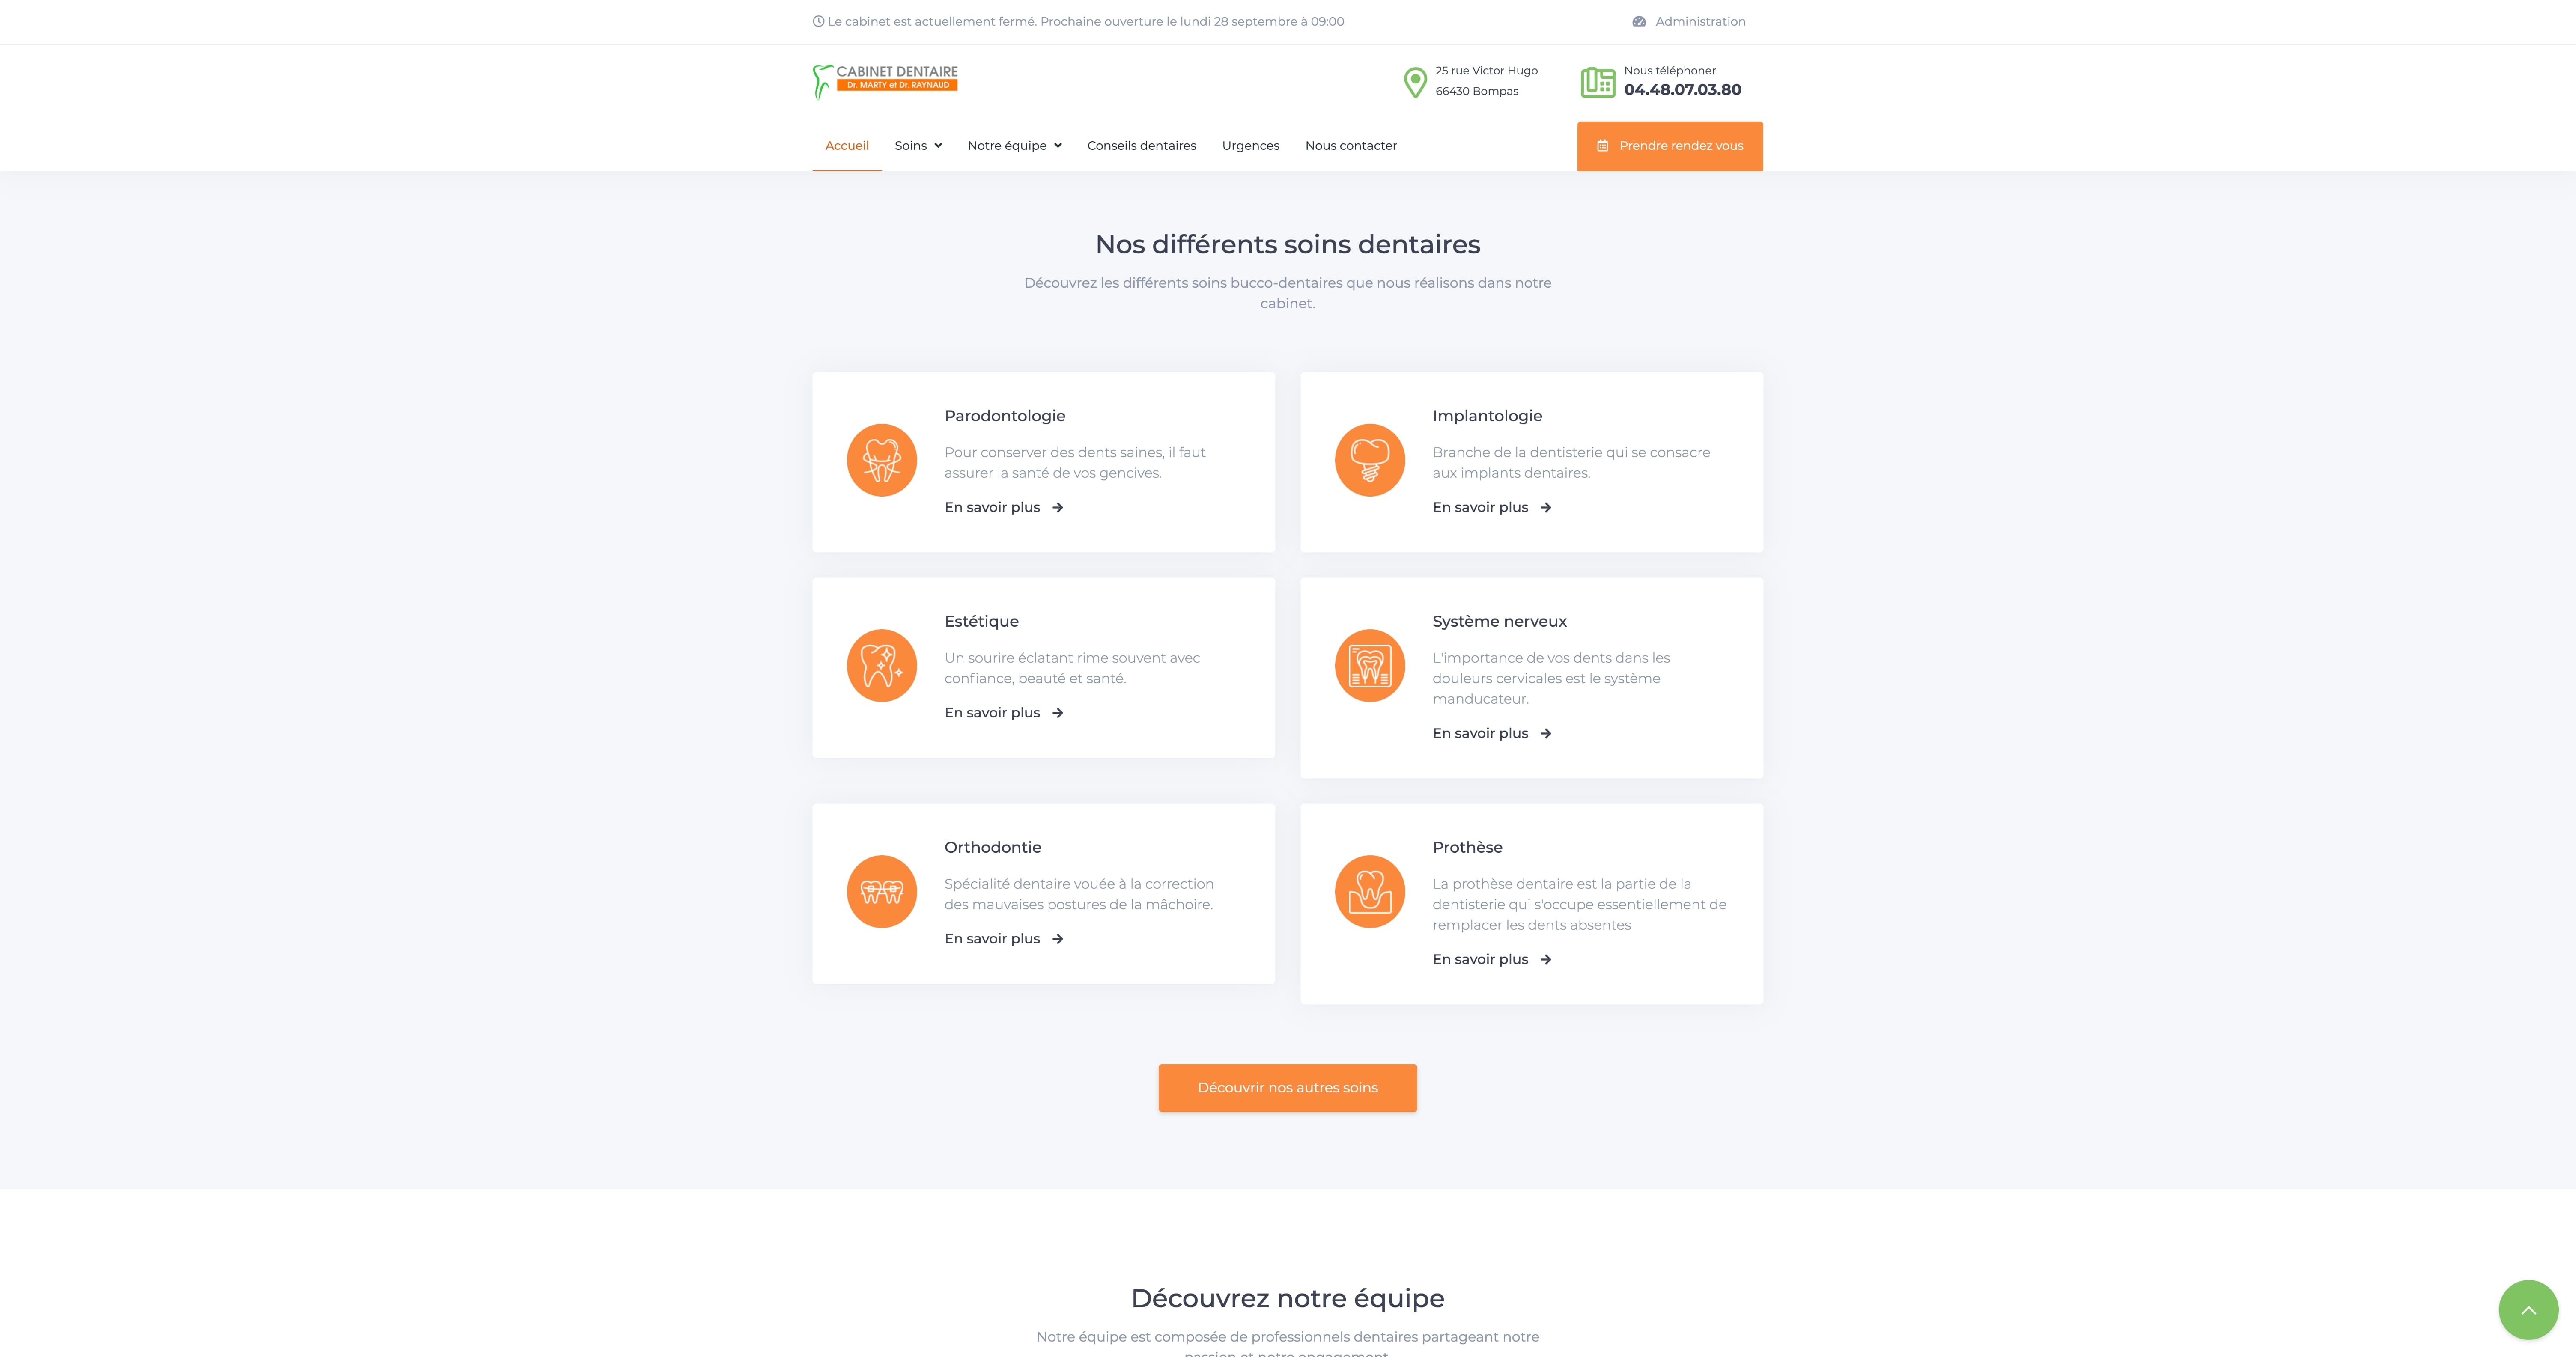 Le cabinet est actuellement fermé. Prochaine ouverture le lundi 28 septembre à 09:00
Administration
CABINET DENTAIRE
Dr. MARTY et Dr. RAYNAUD
25 rue Victor Hugo
66430 Bompas
Nous téléphoner
04.48.07.03.80
Accueil
Soins
Notre équipe
Conseils dentaires
Urgences
Nous contacter
Prendre rendez vous
Nos différents soins dentaires
Découvrez les différents soins bucco-dentaires que nous réalisons dans notre
cabinet.
Parodontologie
Pour conserver des dents saines, il faut
assurer la santé de vos gencives.
En savoir plus
Implantologie
Branche de la dentisterie qui se consacre
aux implants dentaires.
En savoir plus
Estétique
Un sourire éclatant rime souvent avec
confiance, beauté et santé.
En savoir plus
Système nerveux
L'importance de vos dents dans les
douleurs cervicales est le système
manducateur.
En savoir plus
Orthodontie
Spécialité dentaire vouée à la correction
des mauvaises postures de la mâchoire.
En savoir plus
Prothèse
La prothèse dentaire est la partie de la
dentisterie qui s'occupe essentiellement de
remplacer les dents absentes
En savoir plus
Découvrir nos autres soins
Découvrez notre équipe
Notre équipe est composée de professionnels dentaires partageant notre
passion et notre engagement